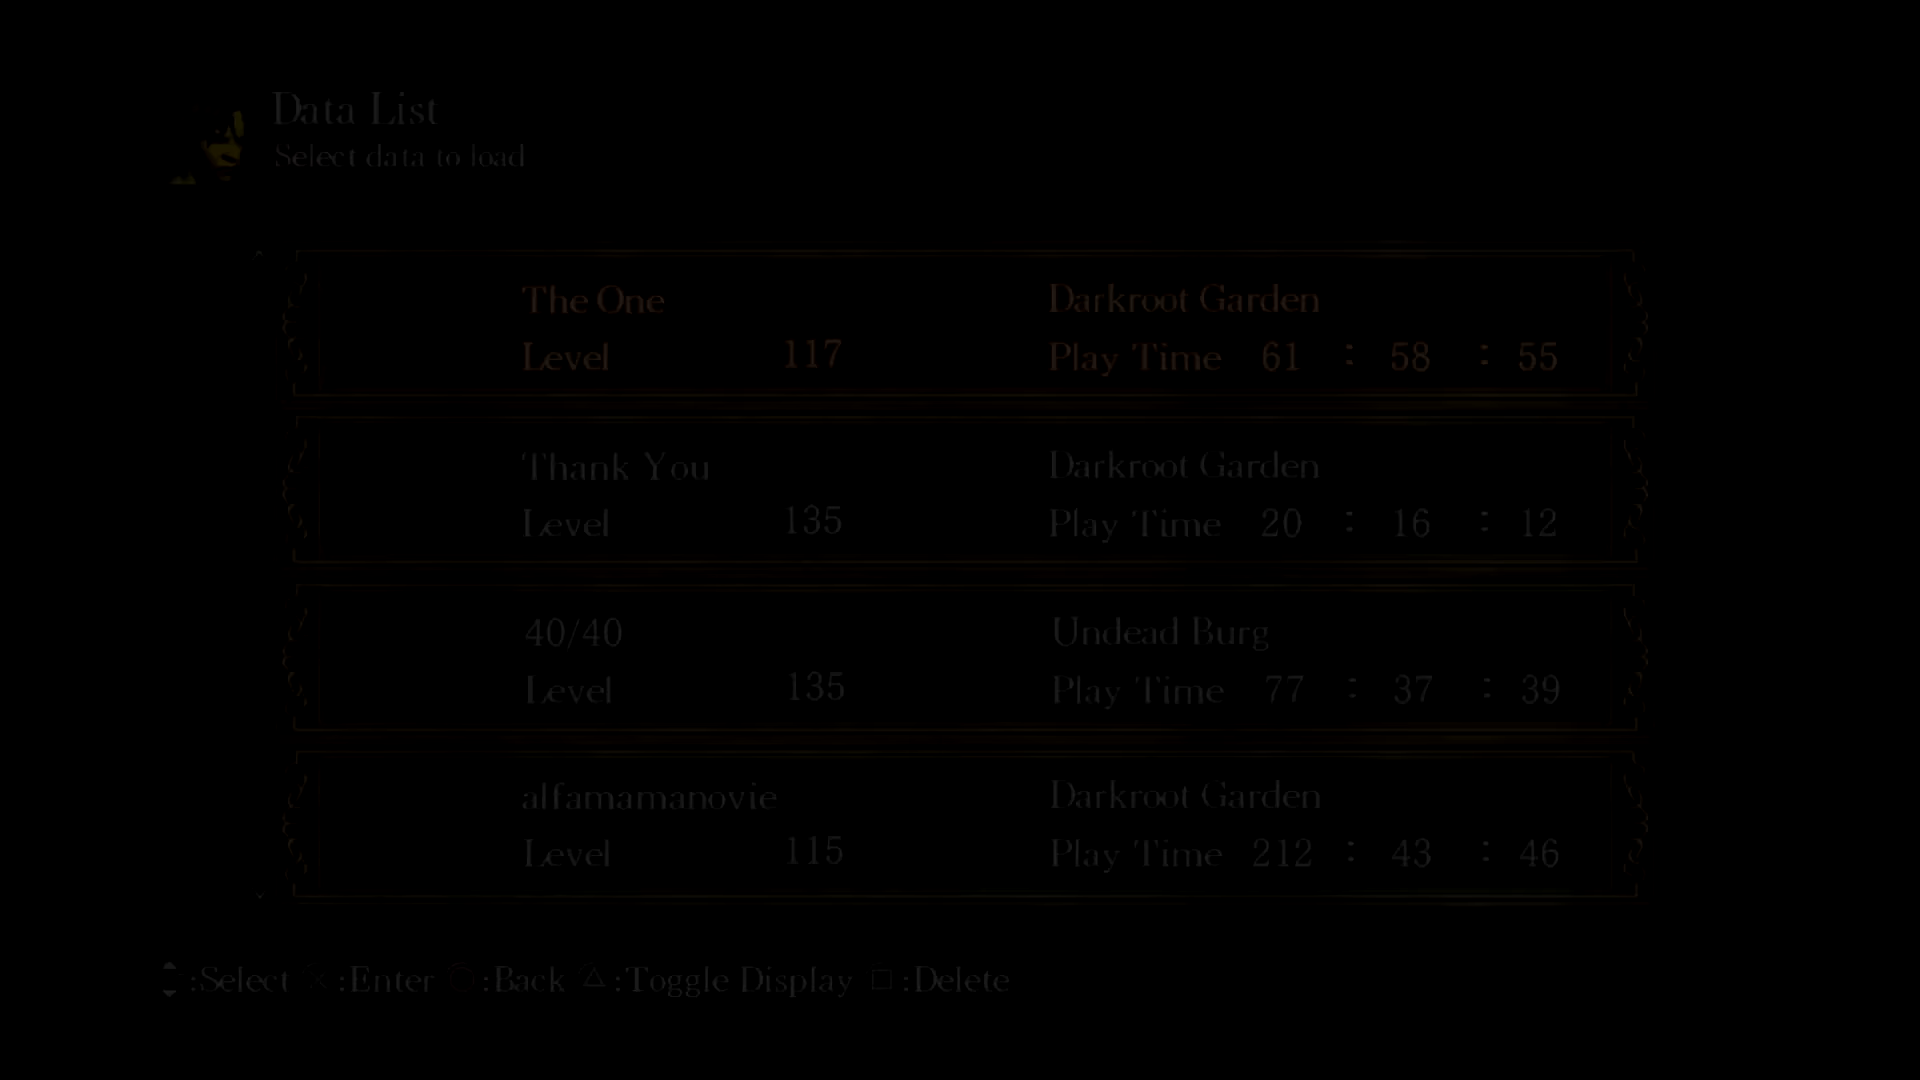 Data List
Select data to load
The One Darkroot Garden
Level 117 Play Time 61 : 58 : 55
Thank You Darkroot Garden
Level 135 Play Time 20 : 16 : 12
40/40 Undead Burg
Level 135 Play Time 77 : 37 : 39
alfamamanovie Darkroot Garden
Level 115 Play Time 212 : 43 : 46
:Select :Enter :Back :Toggle Display :Delete